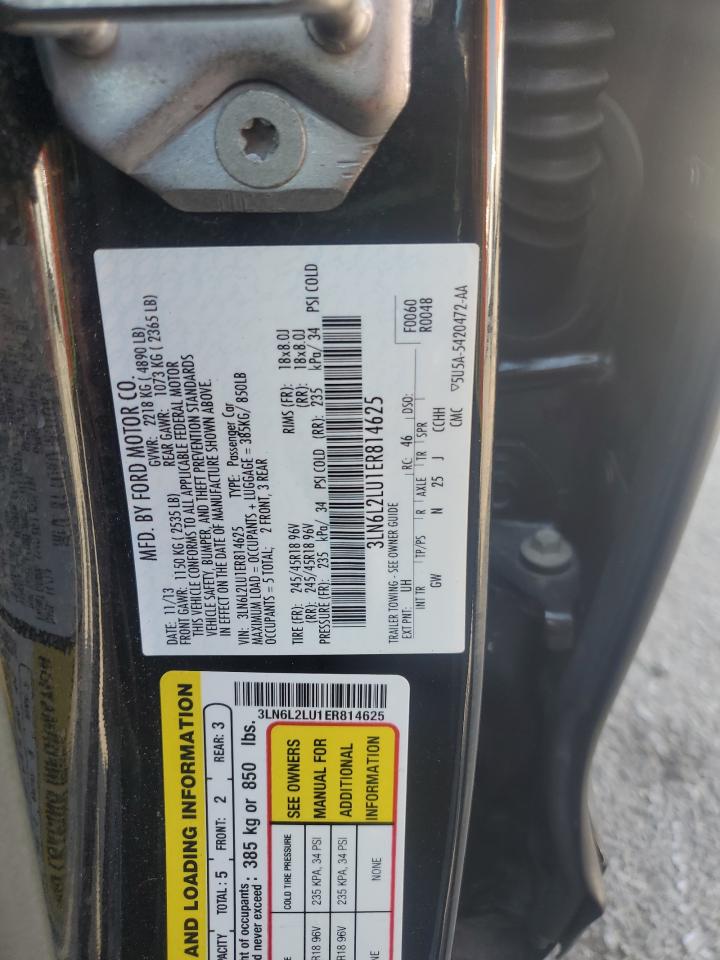 MFD. BY FORD MOTOR CO.
DATE: 11/13 GVWR: 2218 KG ( 4890 LB)
FRONT GAWR: 1150 KG ( 2535 LB) REAR GAWR: 1073 KG ( 2365 LB)
THIS VEHICLE CONFORMS TO ALL APPLICABLE FEDERAL MOTOR
VEHICLE SAFETY, BUMPER, AND THEFT PREVENTION STANDARDS
IN EFFECT ON THE DATE OF MANUFACTURE SHOWN ABOVE.
VIN: 3LN6L2LU1ER814625 TYPE: Passenger Car
MAXIMUM LOAD = OCCUPANTS + LUGGAGE = 385KG/ 850LB
OCCUPANTS = 5 TOTAL; 2 FRONT, 3 REAR
TIRE (FR): 245/45R18 96V RIMS (FR): 18x8.0J
(RR): 245/45R18 96V (RR): 18x8.0J
PRESSURE (FR): 235 kPa/ 34 PSI COLD (RR): 235 kPa/ 34 PSI COLD
3LN6L2LU1ER814625
TRAILER TOWING - SEE OWNER GUIDE F0060
EXT PNT: UH RC: 46 DSO: R0048
INT TR TP/PS R AXLE TR SPR
GW N 25 J CCHH
CMC ▽5U5A-5420472-AA
AND LOADING INFORMATION
PACITY TOTAL : 5 FRONT: 2 REAR: 3
nt of occupants
d never exceed : 385 kg or 850 lbs.
3LN6L2LU1ER814625
COLD TIRE PRESSURE SEE OWNERS
R18 96V 235 KPA, 34 PSI MANUAL FOR
R18 96V 235 KPA, 34 PSI ADDITIONAL
NONE INFORMATION